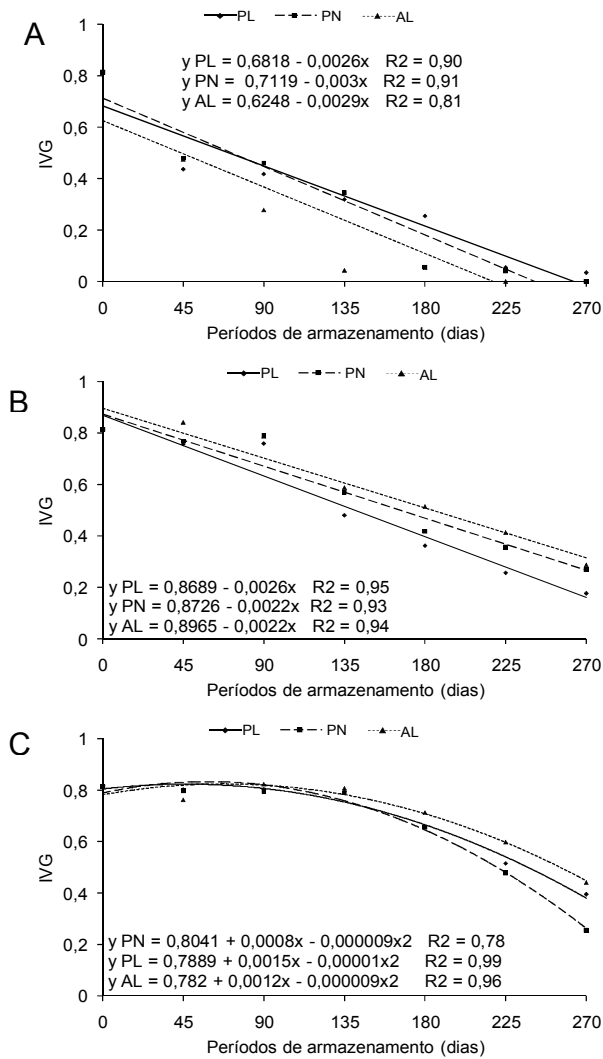 A
PL PN AL
y PL = 0,6818 - 0,0026x R2 = 0,90
y PN = 0,7119 - 0,003x R2 = 0,91
y AL = 0,6248 - 0,0029x R2 = 0,81
1
0,8
0,6
0,4
0,2
0
IVG
0 45 90 135 180 225 270
Períodos de armazenamento (dias)
B
PL PN AL
1
0,8
0,6
0,4
0,2
0
IVG
y PL = 0,8689 - 0,0026x R2 = 0,95
y PN = 0,8726 - 0,0022x R2 = 0,93
y AL = 0,8965 - 0,0022x R2 = 0,94
0 45 90 135 180 225 270
Períodos de armazenamento (dias)
C
PL PN AL
1
0,8
0,6
0,4
0,2
0
IVG
y PN = 0,8041 + 0,0008x - 0,000009x2 R2 = 0,78
y PL = 0,7889 + 0,0015x - 0,00001x2 R2 = 0,99
y AL = 0,782 + 0,0012x - 0,000009x2 R2 = 0,96
0 45 90 135 180 225 270
Períodos de armazenamento (dias)